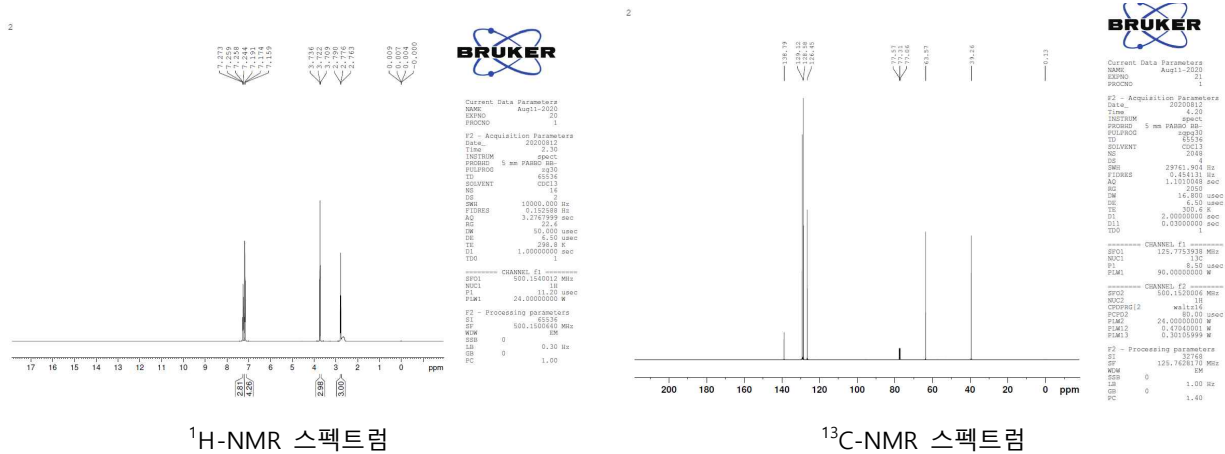 2
7.273
7.259
7.258
7.244
7.191
7.174
7.159
3.736
3.722
3.709
2.790
2.776
2.763
0.009
0.007
0.004
-0.000
BRUKER
Current Data Parameters
NAME Aug11-2020
EXPNO 20
PROCNO 1
F2 - Acquisition Parameters
Date_ 20200812
Time 2.30
INSTRUM spect
PROBHD 5 mm PABBO BB-
PULPROG zg30
TD 65536
SOLVENT CDCl3
NS 16
DS 2
SWH 10000.000 Hz
FIDRES 0.152588 Hz
AQ 3.2767999 sec
RG 22.6
DW 50.000 usec
DE 6.50 usec
TE 298.8 K
D1 1.00000000 sec
TD0 1
======== CHANNEL f1 ========
SFO1 500.1540012 MHz
NUC1 1H
P1 11.20 usec
PLW1 24.00000000 W
F2 - Processing parameters
SI 65536
SF 500.1500640 MHz
WDW EM
SSB 0
LB 0.30 Hz
GB 0
PC 1.00
17 16 15 14 13 12 11 10 9 8 7 6 5 4 3 2 1 0 ppm
2.81
4.26
2.98
3.00
¹H-NMR 스펙트럼
2
138.79
129.12
128.58
126.45
77.57
77.31
77.06
63.57
39.26
0.13
BRUKER
Current Data Parameters
NAME Aug11-2020
EXPNO 21
PROCNO 1
F2 - Acquisition Parameters
Date_ 20200812
Time 4.20
INSTRUM spect
PROBHD 5 mm PABBO BB-
PULPROG zgpg30
TD 65536
SOLVENT CDCl3
NS 2048
DS 4
SWH 29761.904 Hz
FIDRES 0.454131 Hz
AQ 1.1010048 sec
RG 2050
DW 16.800 usec
DE 6.50 usec
TE 300.6 K
D1 2.00000000 sec
D11 0.03000000 sec
TD0 1
======== CHANNEL f1 ========
SFO1 125.7753938 MHz
NUC1 13C
P1 8.50 usec
PLW1 90.00000000 W
======== CHANNEL f2 ========
SFO2 500.1520006 MHz
NUC2 1H
CPDPRG[2 waltz16
PCPD2 80.00 usec
PLW2 24.00000000 W
PLW12 0.47040001 W
PLW13 0.30105999 W
F2 - Processing parameters
SI 32768
SF 125.7628170 MHz
WDW EM
SSB 0
LB 1.00 Hz
GB 0
PC 1.40
200 180 160 140 120 100 80 60 40 20 0 ppm
¹³C-NMR 스펙트럼